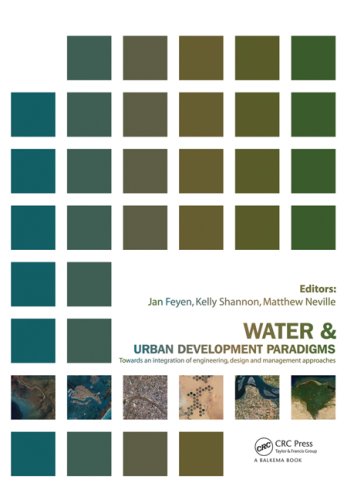 Editors:
Jan Feyen, Kelly Shannon, Matthew Neville
WATER &
URBAN DEVELOPMENT PARADIGMS
Towards an integration of engineering, design and management approaches
CRC
CRC Press
Taylor & Francis Group
A BALKEMA BOOK